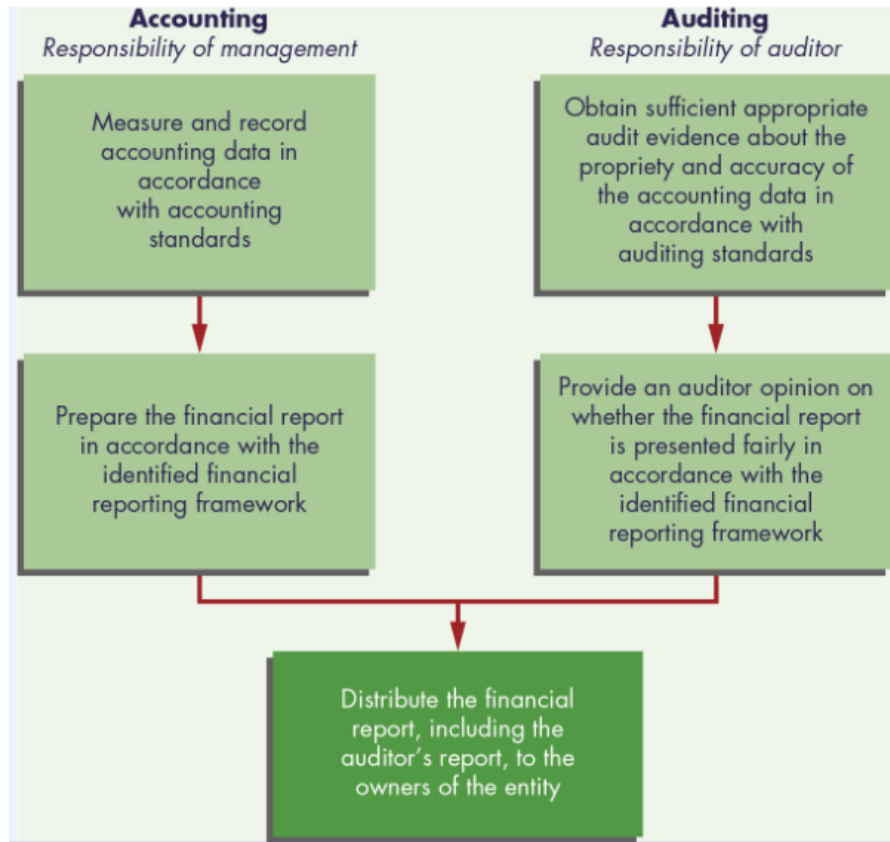 Accounting
Responsibility of management
Measure and record
accounting data in
accordance
with accounting
standards
Prepare the financial report
in accordance with the
identified financial
reporting framework
Auditing
Responsibility of auditor
Obtain sufficient appropriate
audit evidence about the
propriety and accuracy of
the accounting data in
accordance with
auditing standards
Provide an auditor opinion on
whether the financial report
is presented fairly in
accordance with the
identified financial
reporting framework
Distribute the financial
report, including the
auditor's report, to the
owners of the entity